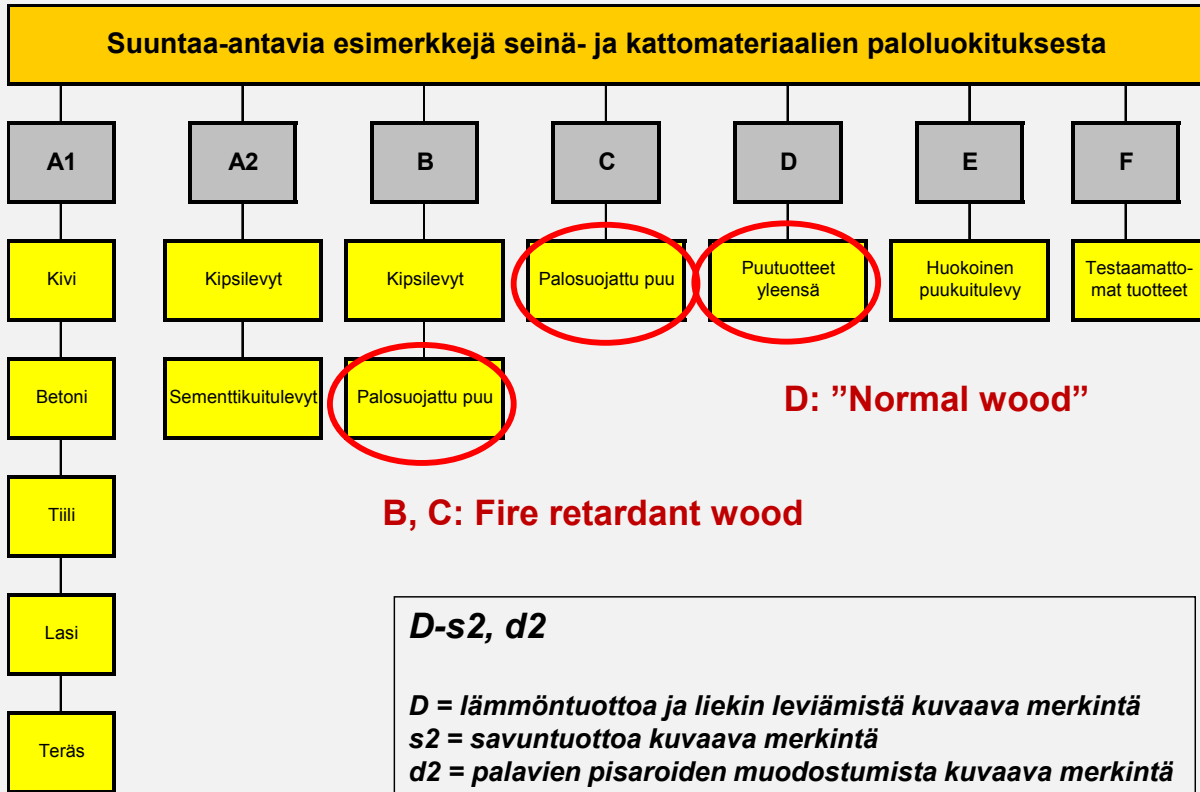 Suuntaa-antavia esimerkkejä seinä- ja kattomateriaalien paloluokituksesta
A1
A2
B
C
D
E
F
Kivi
Kipsilevyt
Kipsilevyt
Palosuojattu puu
Puutuotteet
yleensä
Huokoinen
puukuitulevy
Testaamatto-
mat tuotteet
Betoni
Sementtikuitulevyt
Palosuojattu puu
D: ”Normal wood”
Tiili
B, C: Fire retardant wood
Lasi
Teräs
D-s2, d2
D = lämmöntuottoa ja liekin leviämistä kuvaava merkintä
s2 = savuntuottoa kuvaava merkintä
d2 = palavien pisaroiden muodostumista kuvaava merkintä